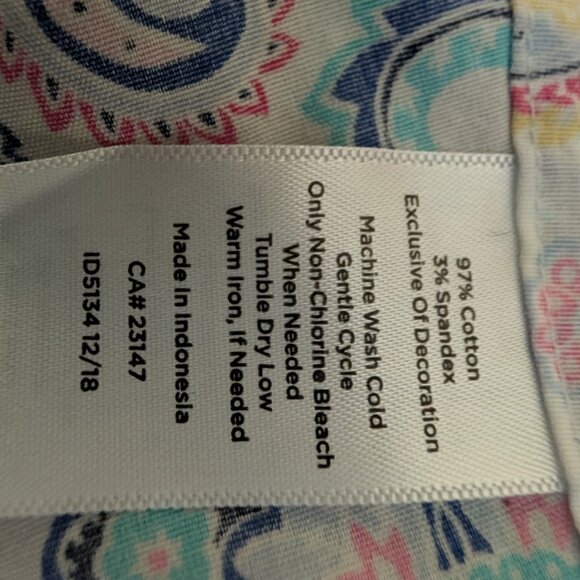 97% Cotton
3% Spandex
Exclusive Of Decoration
Machine Wash Cold
Gentle Cycle
Only Non-Chlorine Bleach
When Needed
Tumble Dry Low
Warm Iron, If Needed
Made In Indonesia
CA# 23147
ID5134 12/18